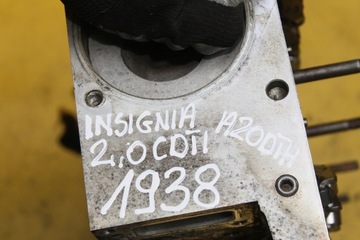 INSIGNIA A20DTH
2,0 CDTI
1938